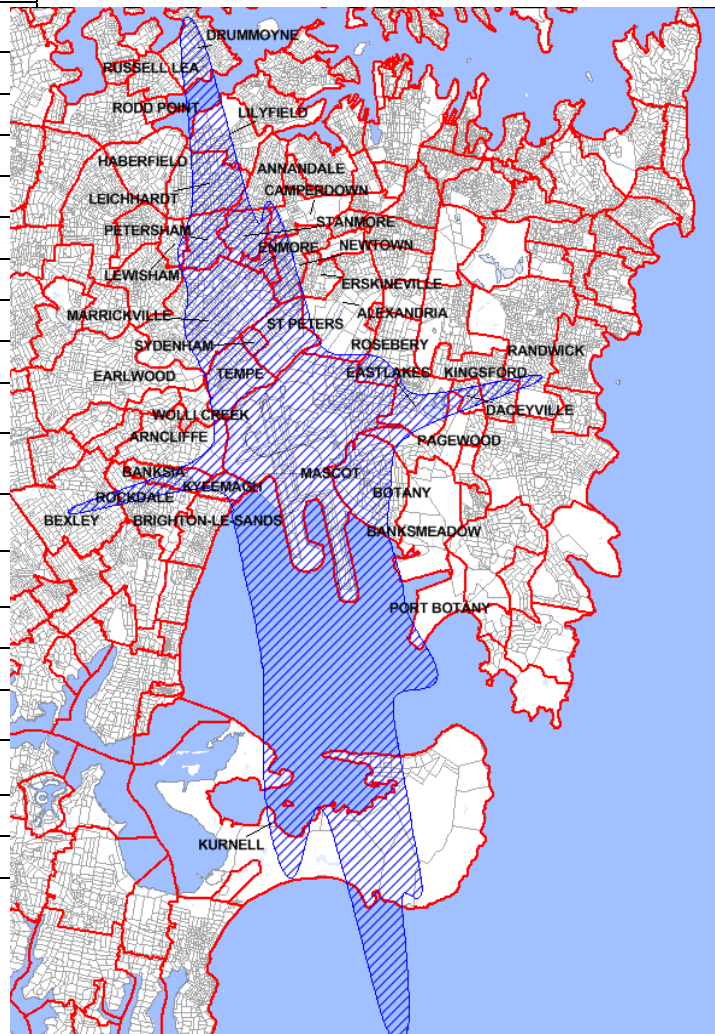 DRUMMOYNE
RUSSELL LEA
RODD POINT
LILYFIELD
HABERFIELD
ANNANDALE
CAMPERDOWN
LEICHHARDT
STANMORE
PETERSHAM
ENMORE
NEWTOWN
LEWISHAM
ERSKINEVILLE
MARRICKVILLE
ALEXANDRIA
ST PETERS
SYDENHAM
ROSEBERY
RANDWICK
EARLWOOD
TEMPE
EASTLAKES
KINGSFORD
DACEYVILLE
WOLLI CREEK
ARNCLIFFE
PAGEWOOD
BANKSIA
MASCOT
KYEEMAGH
BOTANY
ROCKDALE
BEXLEY
BRIGHTON-LE-SANDS
BANKSMEADOW
PORT BOTANY
KURNELL